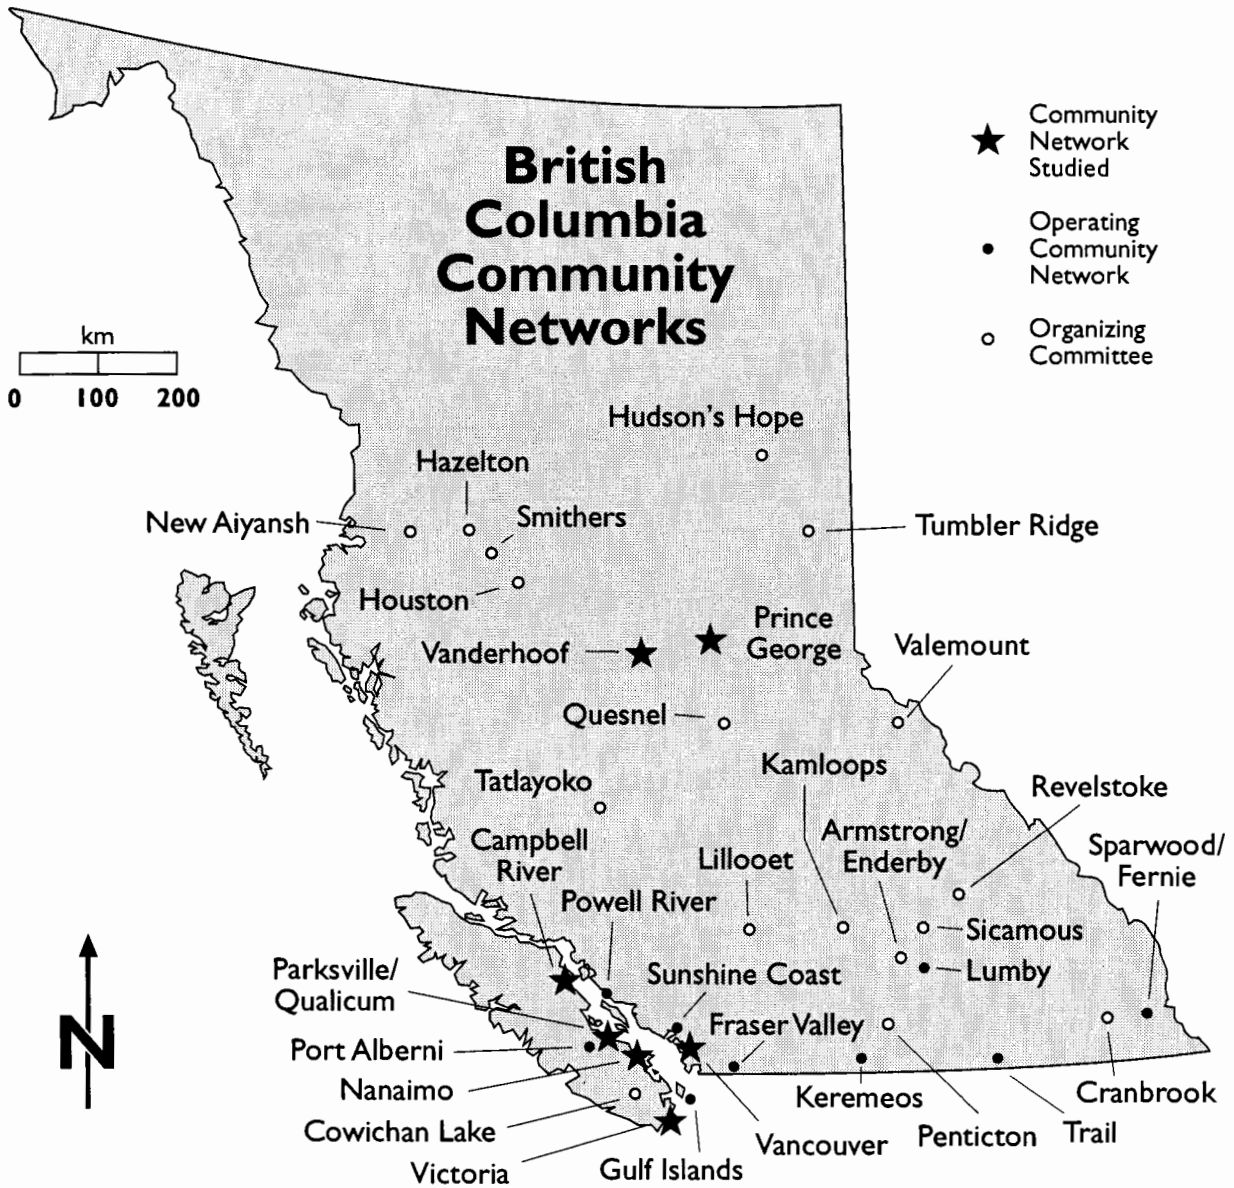 British
Columbia
Community
Networks
Community
Network
Studied
Operating
Community
Network
Organizing
Committee
km
0 100 200
Hudson's Hope
Hazelton
New Aiyansh
Smithers
Tumbler Ridge
Houston
Prince
George
Vanderhoof
Valemount
Quesnel
Kamloops
Tatlayoko
Revelstoke
Campbell
River
Armstrong/
Enderby
Lillooet
Sparwood/
Fernie
Powell River
Sicamous
Parksville/
Qualicum
Sunshine Coast
Lumby
Fraser Valley
N
Port Alberni
Nanaimo
Keremeos
Cranbrook
Cowichan Lake
Vancouver
Penticton
Trail
Victoria
Gulf Islands